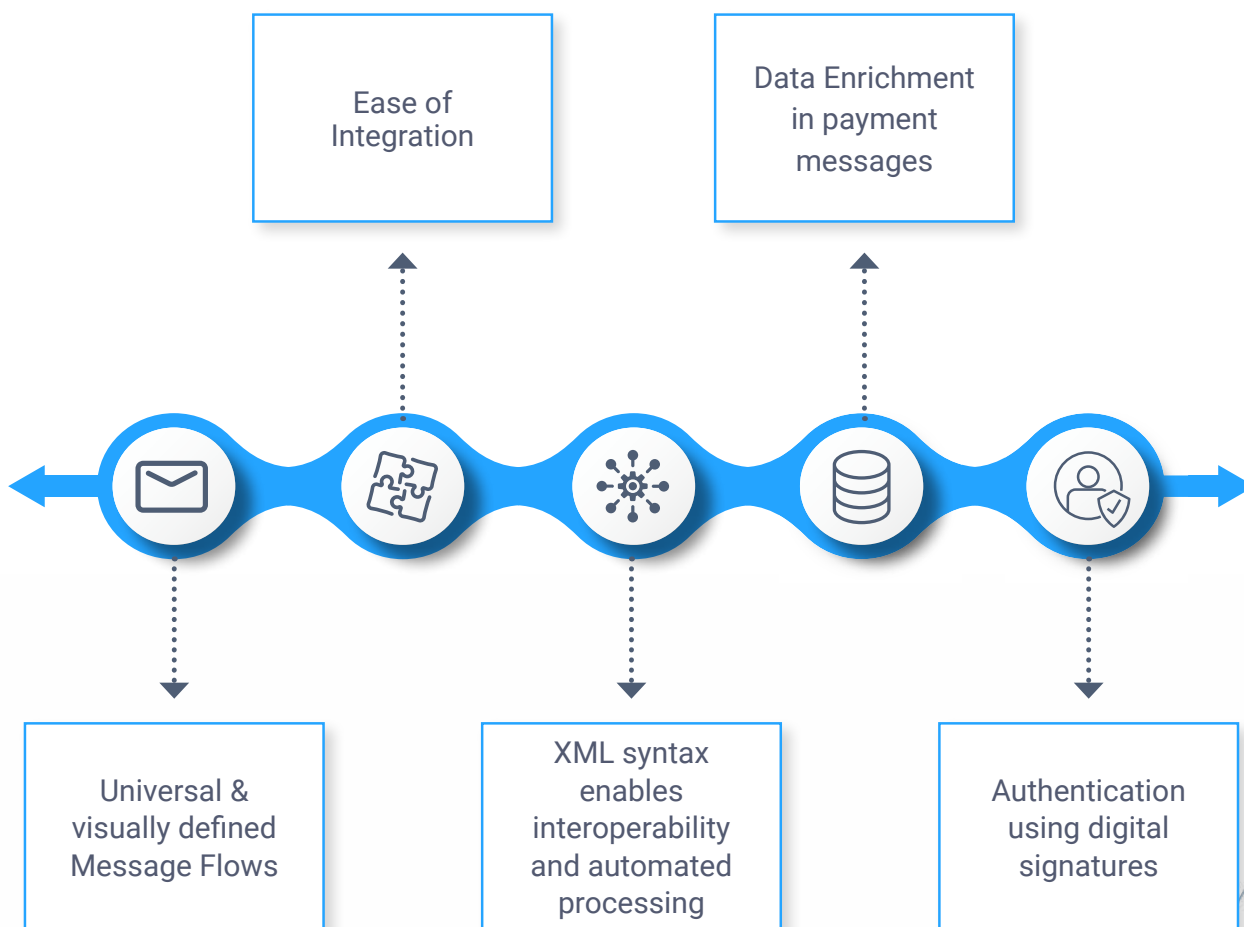 Ease of
Integration
Data Enrichment
in payment
messages
Universal &
visually defined
Message Flows
XML syntax
enables
interoperability
and automated
processing
Authentication
using digital
signatures